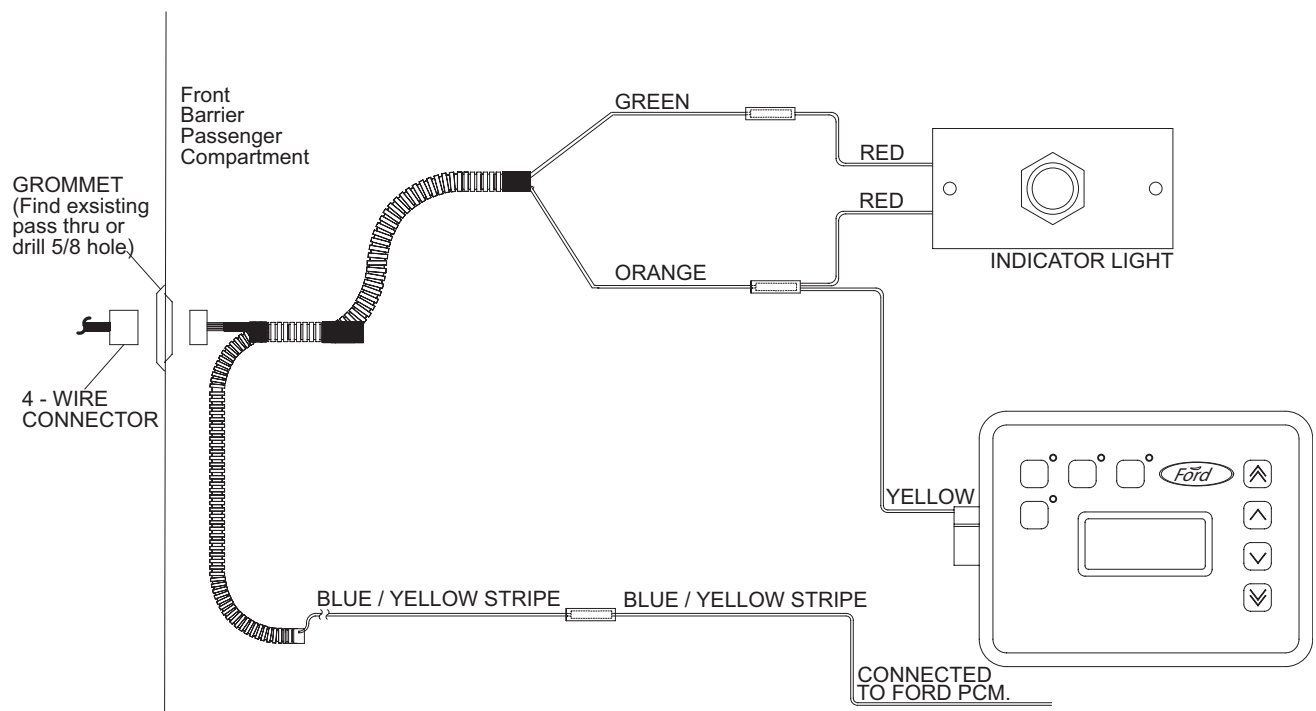 Front
Barrier
Passenger
Compartment
GROMMET
(Find exsisting
pass thru or
drill 5/8 hole)
4 - WIRE
CONNECTOR
GREEN
RED
RED
ORANGE
INDICATOR LIGHT
YELLOW
Ford
BLUE / YELLOW STRIPE
BLUE / YELLOW STRIPE
CONNECTED
TO FORD PCM.